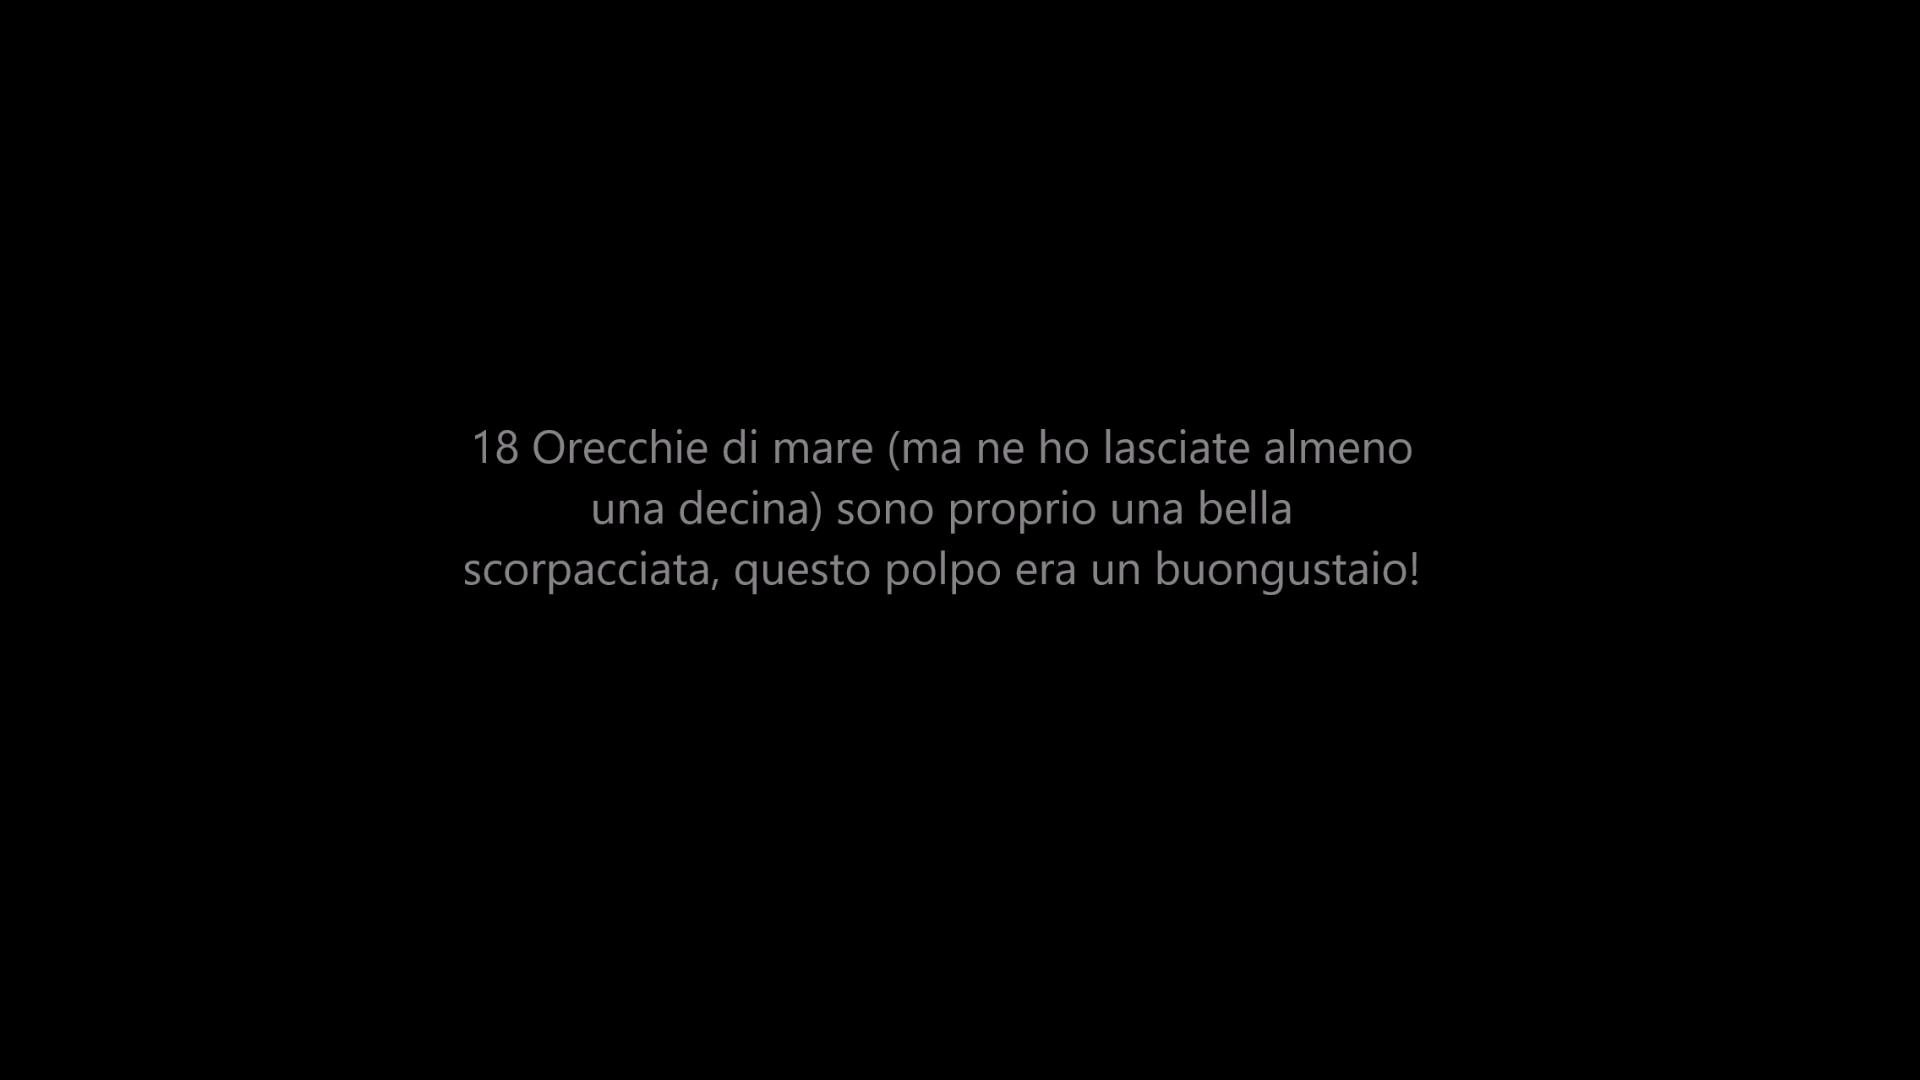 18 Orecchie di mare (ma ne ho lasciate almeno
una decina) sono proprio una bella
scorpacciata, questo polpo era un buongustaio!